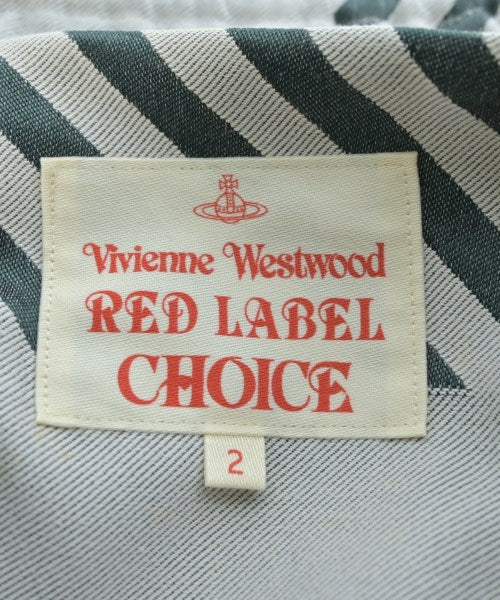 Vivienne Westwood
RED LABEL
CHOICE
2